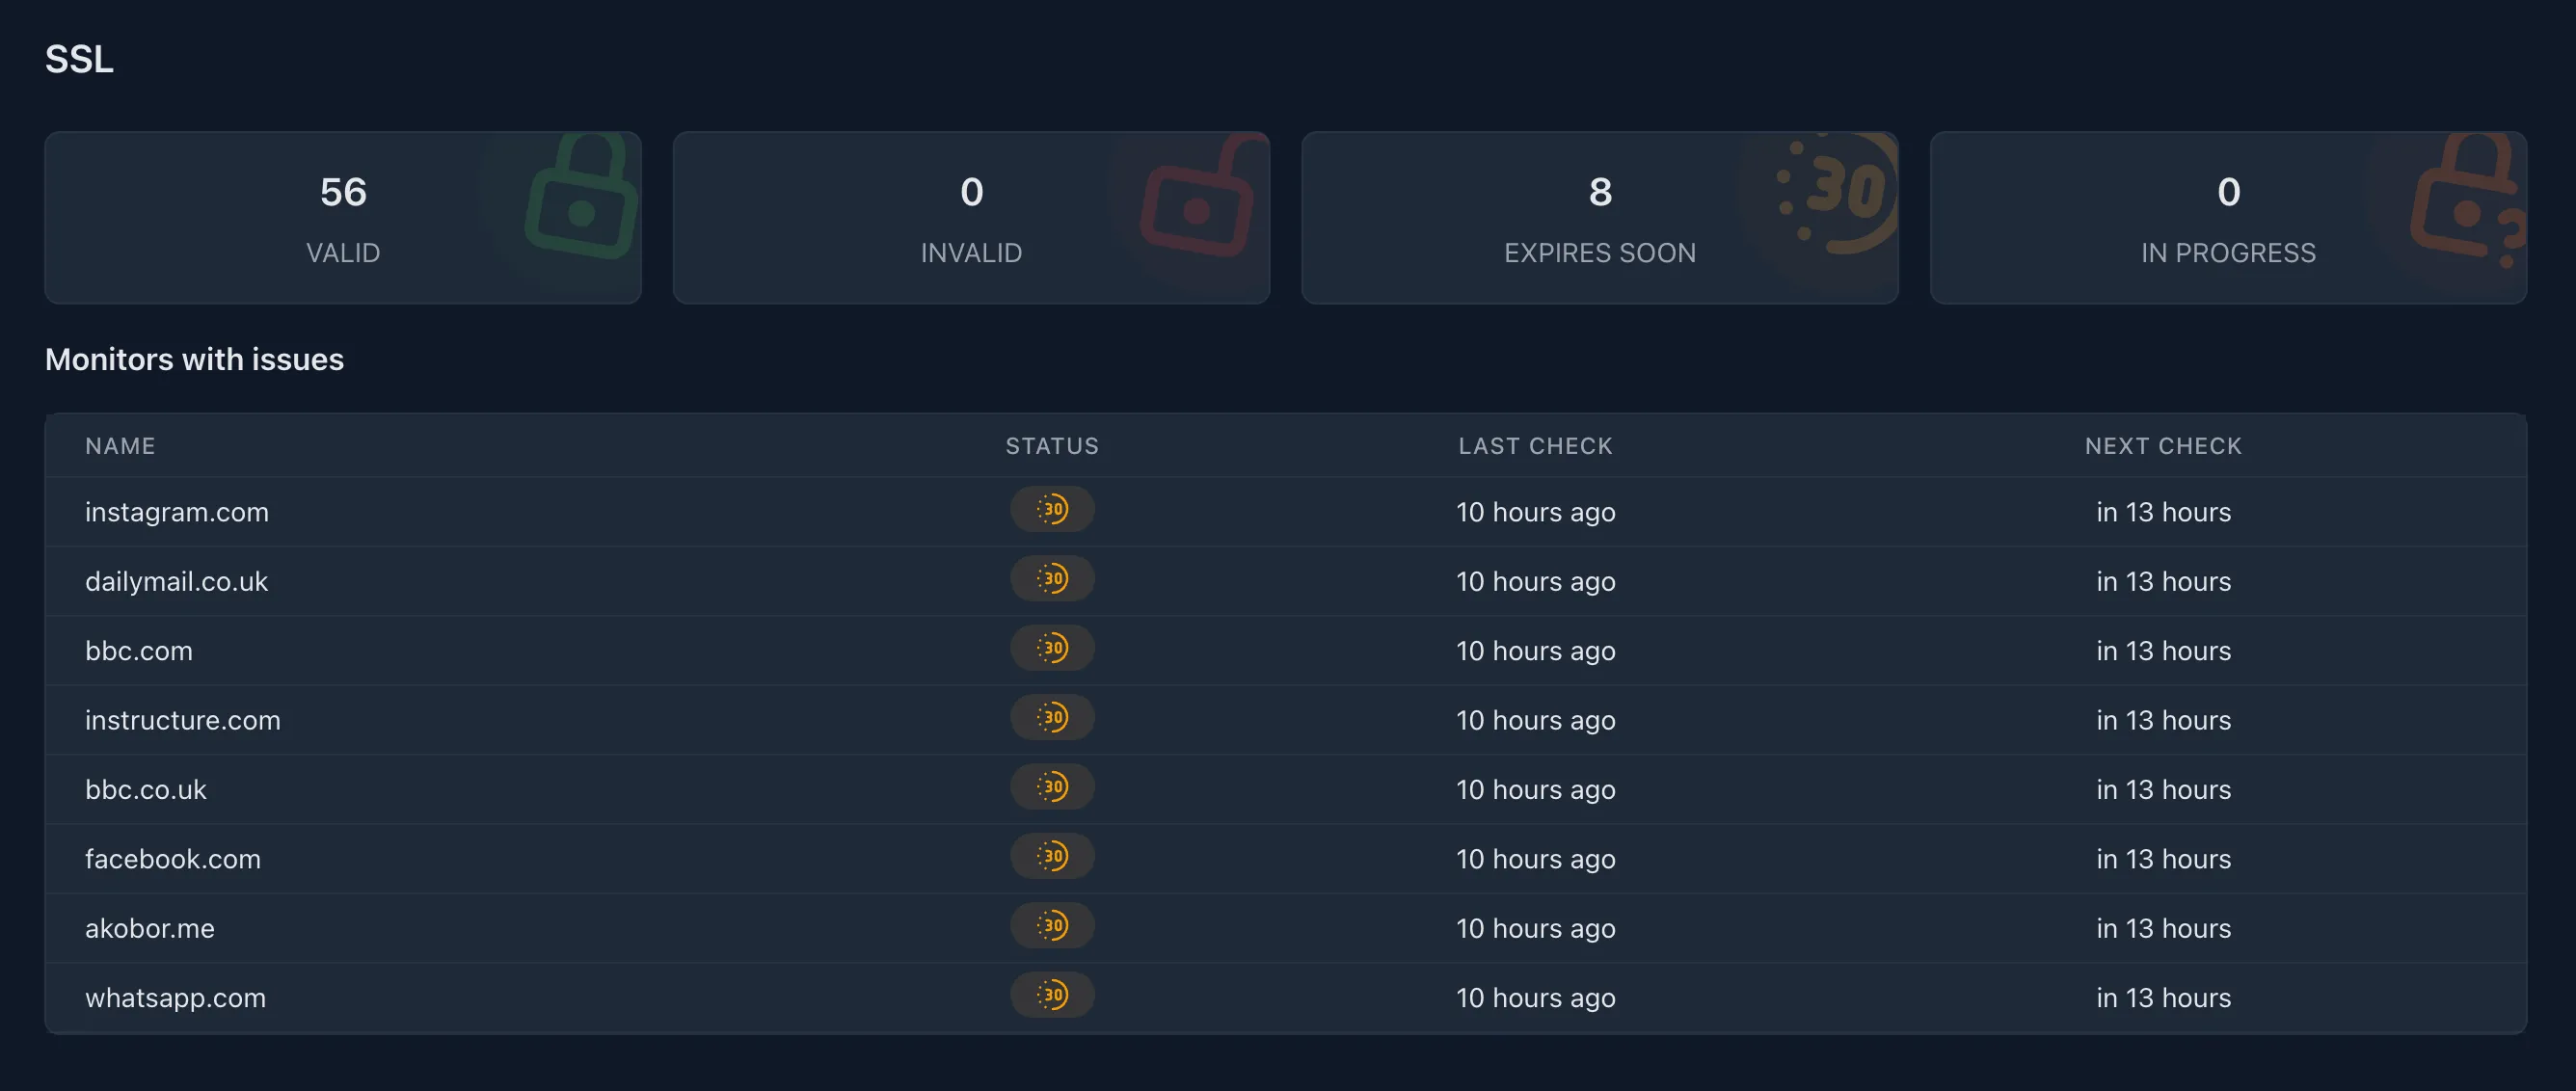 SSL
56
VALID
0
INVALID
30
8
EXPIRES SOON
?
0
IN PROGRESS
Monitors with issues
NAME STATUS LAST CHECK NEXT CHECK
instagram.com 30 10 hours ago in 13 hours
dailymail.co.uk 30 10 hours ago in 13 hours
bbc.com 30 10 hours ago in 13 hours
instructure.com 30 10 hours ago in 13 hours
bbc.co.uk 30 10 hours ago in 13 hours
facebook.com 30 10 hours ago in 13 hours
akobor.me 30 10 hours ago in 13 hours
whatsapp.com 30 10 hours ago in 13 hours